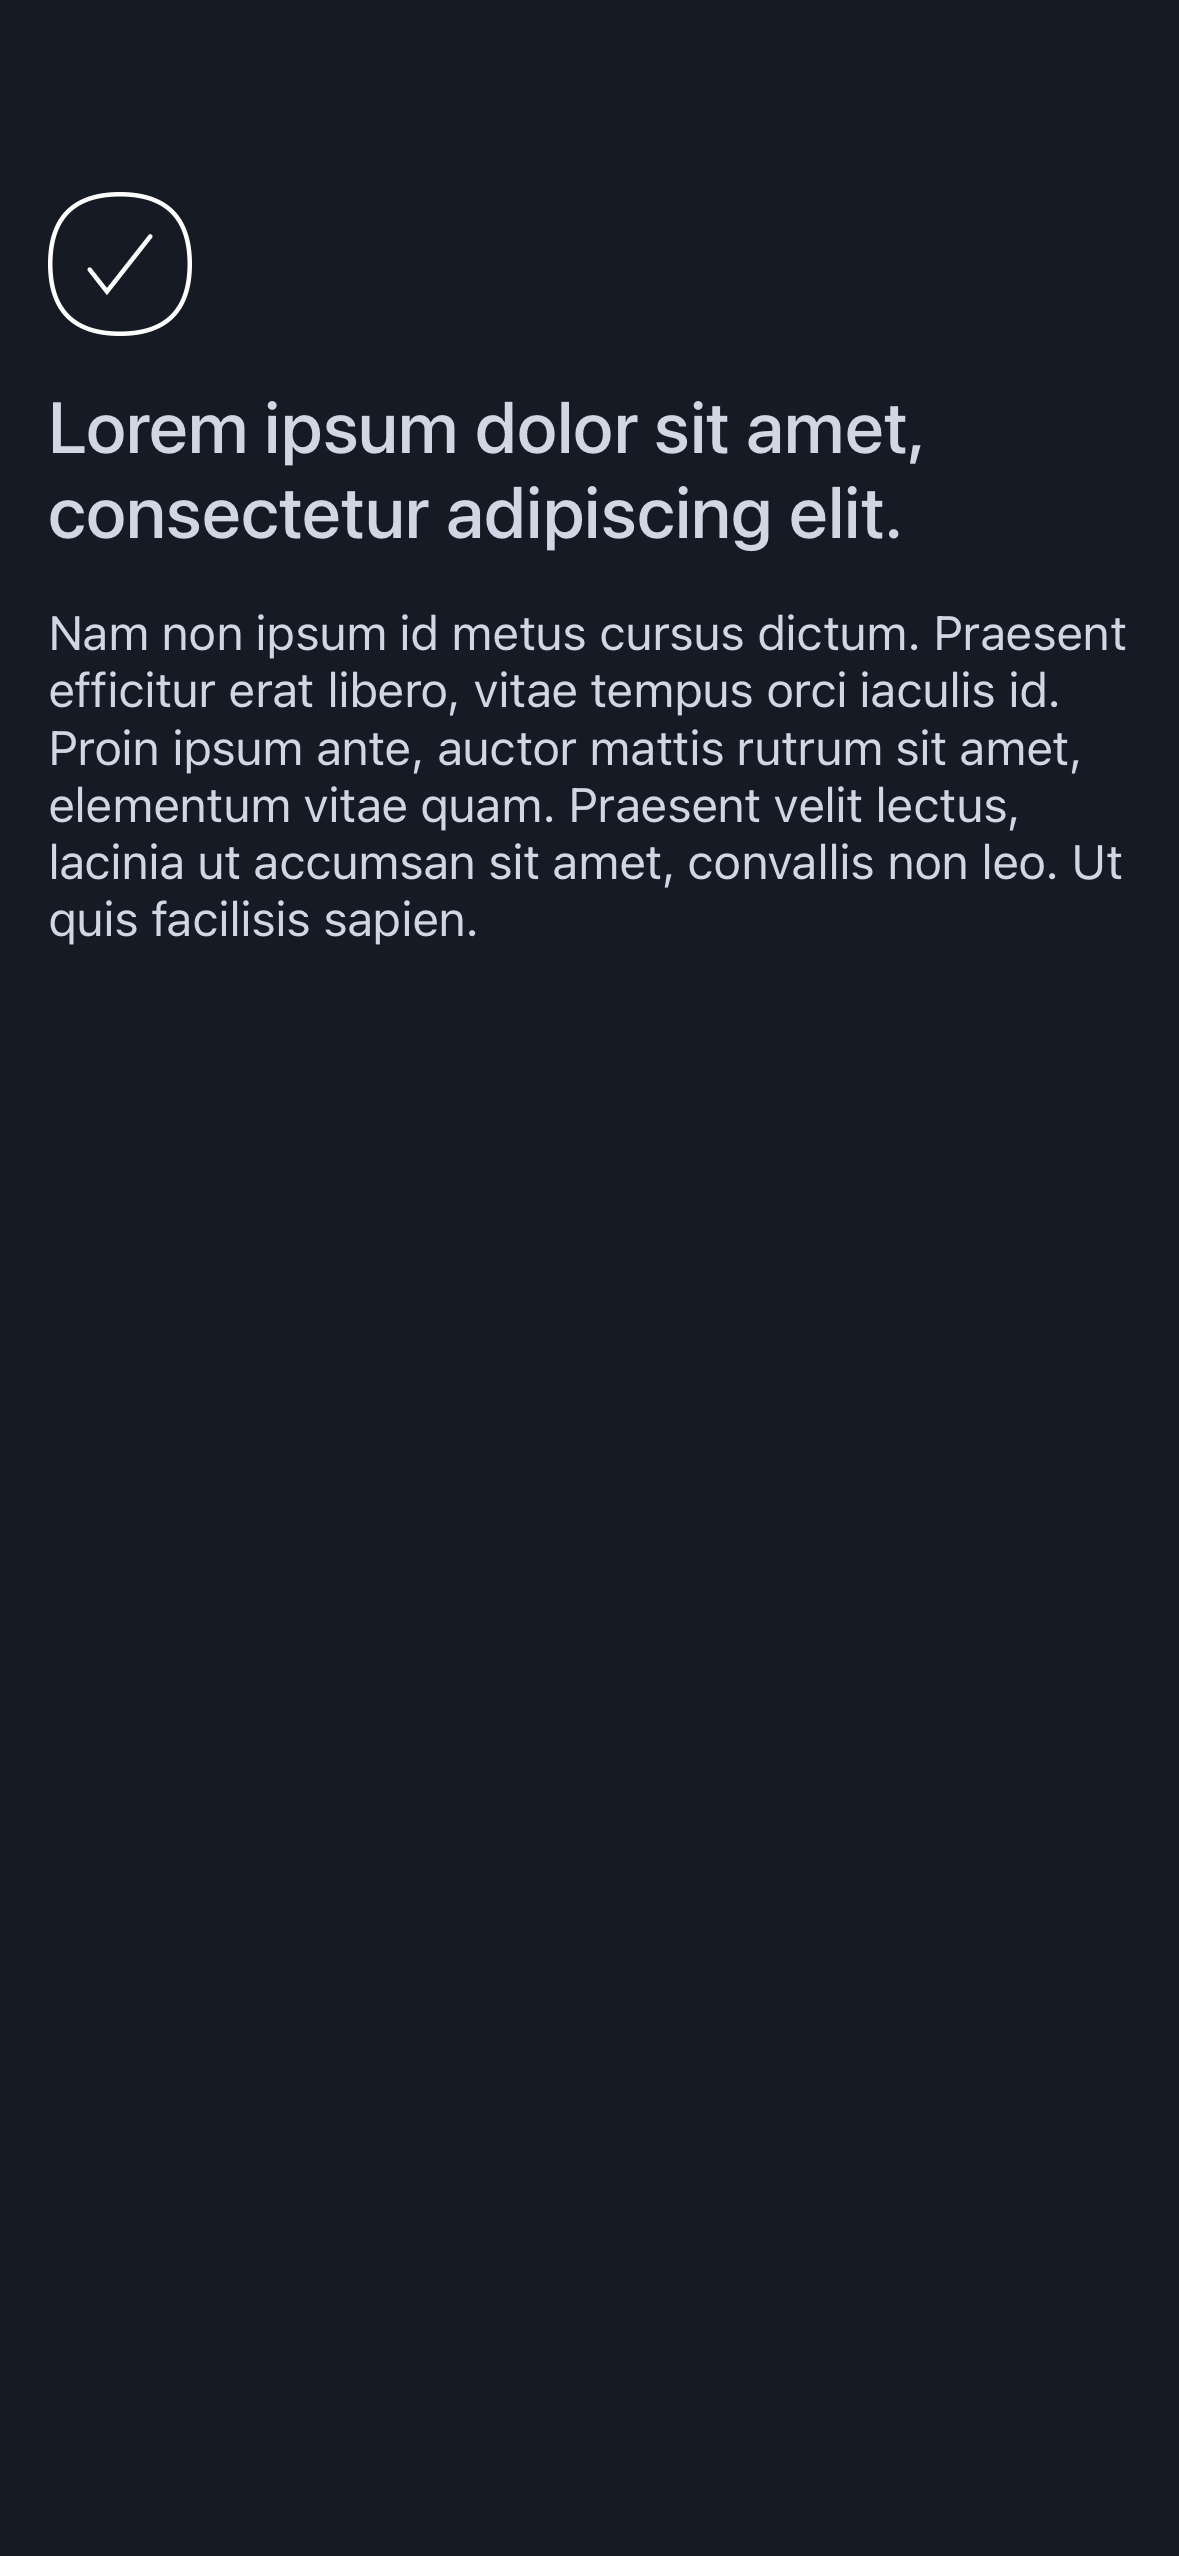 Lorem ipsum dolor sit amet,
consectetur adipiscing elit.
Nam non ipsum id metus cursus dictum. Praesent
efficitur erat libero, vitae tempus orci iaculis id.
Proin ipsum ante, auctor mattis rutrum sit amet,
elementum vitae quam. Praesent velit lectus,
lacinia ut accumsan sit amet, convallis non leo. Ut
quis facilisis sapien.